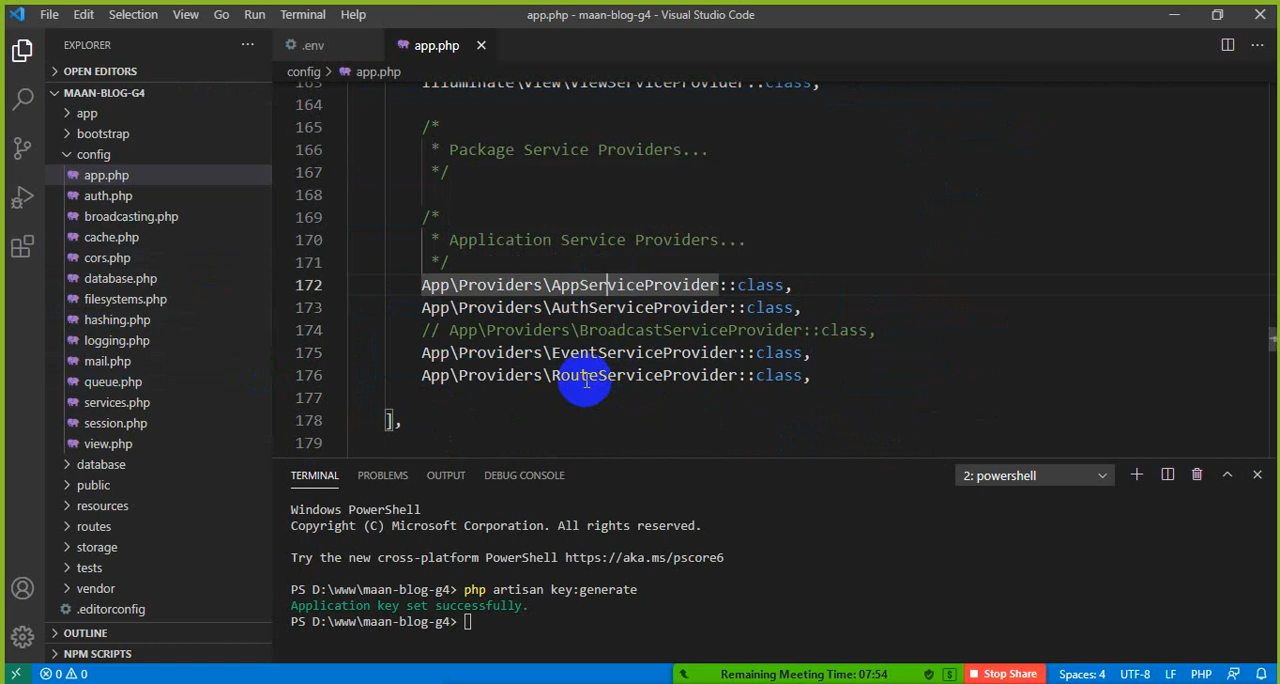 File Edit Selection View Go Run Terminal Help
app.php - maan-blog-g4 - Visual Studio Code
EXPLORER
OPEN EDITORS
MAAN-BLOG-G4
app
bootstrap
config
app.php
auth.php
broadcasting.php
cache.php
cors.php
database.php
filesystems.php
hashing.php
logging.php
mail.php
queue.php
services.php
session.php
view.php
database
public
resources
routes
storage
tests
vendor
.editorconfig
OUTLINE
NPM SCRIPTS
.env
app.php
config > app.php
163 Illuminate\View\ViewServiceProvider::class,
164
165 /*
166 * Package Service Providers...
167 */
168
169 /*
170 * Application Service Providers...
171 */
172 App\Providers\AppServiceProvider::class,
173 App\Providers\AuthServiceProvider::class,
174 // App\Providers\BroadcastServiceProvider::class,
175 App\Providers\EventServiceProvider::class,
176 App\Providers\RouteServiceProvider::class,
177
178 ],
179
TERMINAL PROBLEMS OUTPUT DEBUG CONSOLE
2: powershell
Windows PowerShell
Copyright (C) Microsoft Corporation. All rights reserved.
Try the new cross-platform PowerShell https://aka.ms/pscore6
PS D:\www\maan-blog-g4> php artisan key:generate
Application key set successfully.
PS D:\www\maan-blog-g4>
0 0
Remaining Meeting Time: 07:54
Stop Share
Spaces: 4 UTF-8 LF PHP